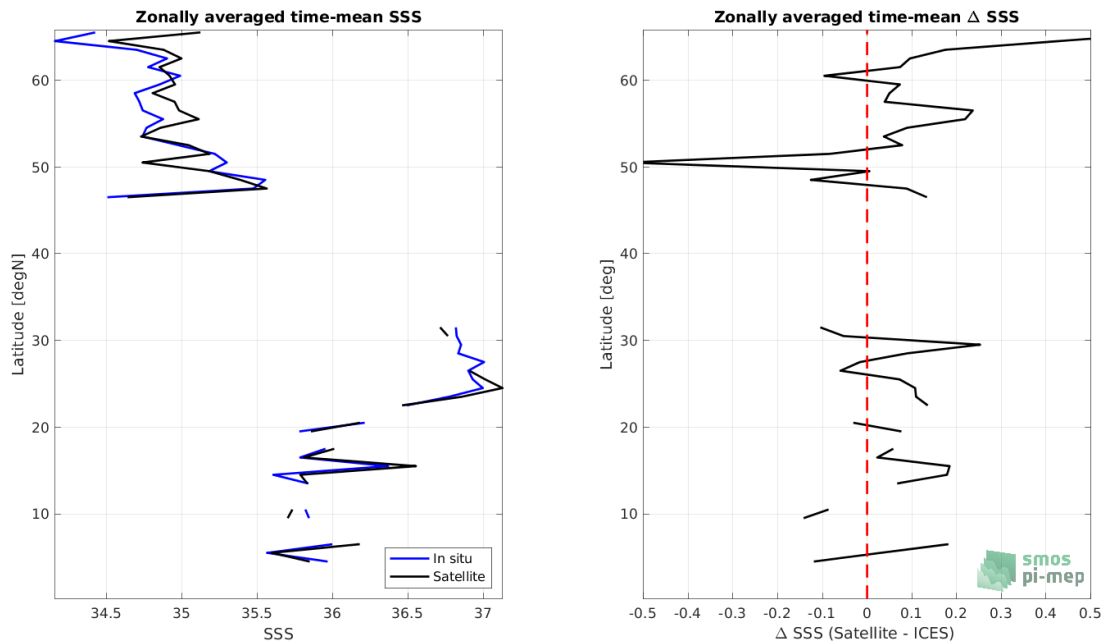 Zonally averaged time-mean SSS
60
50
40
30
20
10
Latitude [degN]
34.5 35 35.5 36 36.5 37
SSS
In situ
Satellite
Zonally averaged time-mean Δ SSS
60
50
40
30
20
10
Latitude [deg]
-0.5 -0.4 -0.3 -0.2 -0.1 0 0.1 0.2 0.3 0.4 0.5
Δ SSS (Satellite - ICES)
smos
pi-mep